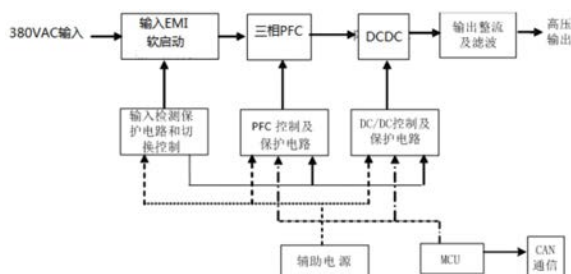 380VAC输入
输入EMI
软启动
三相PFC
DCDC
输出整流
及滤波
高压
输出
输入检测保
护电路和切
换控制
PFC 控制及
保护电路
DC/DC控制及
保护电路
辅助电源
MCU
CAN
通信